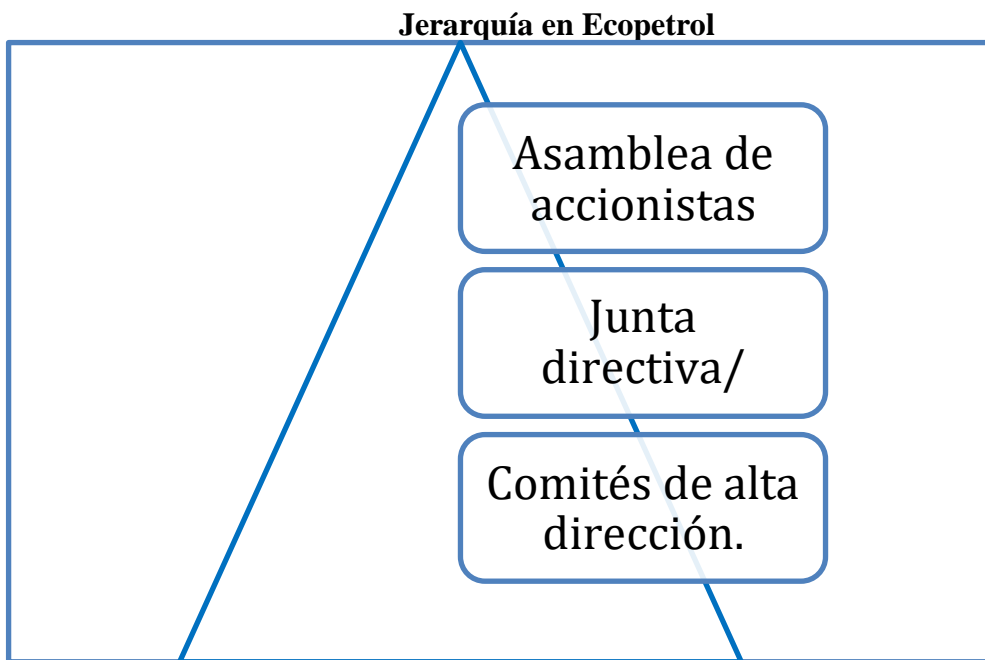 Jerarquía en Ecopetrol
Asamblea de
accionistas
Junta
directiva/
Comités de alta
dirección.